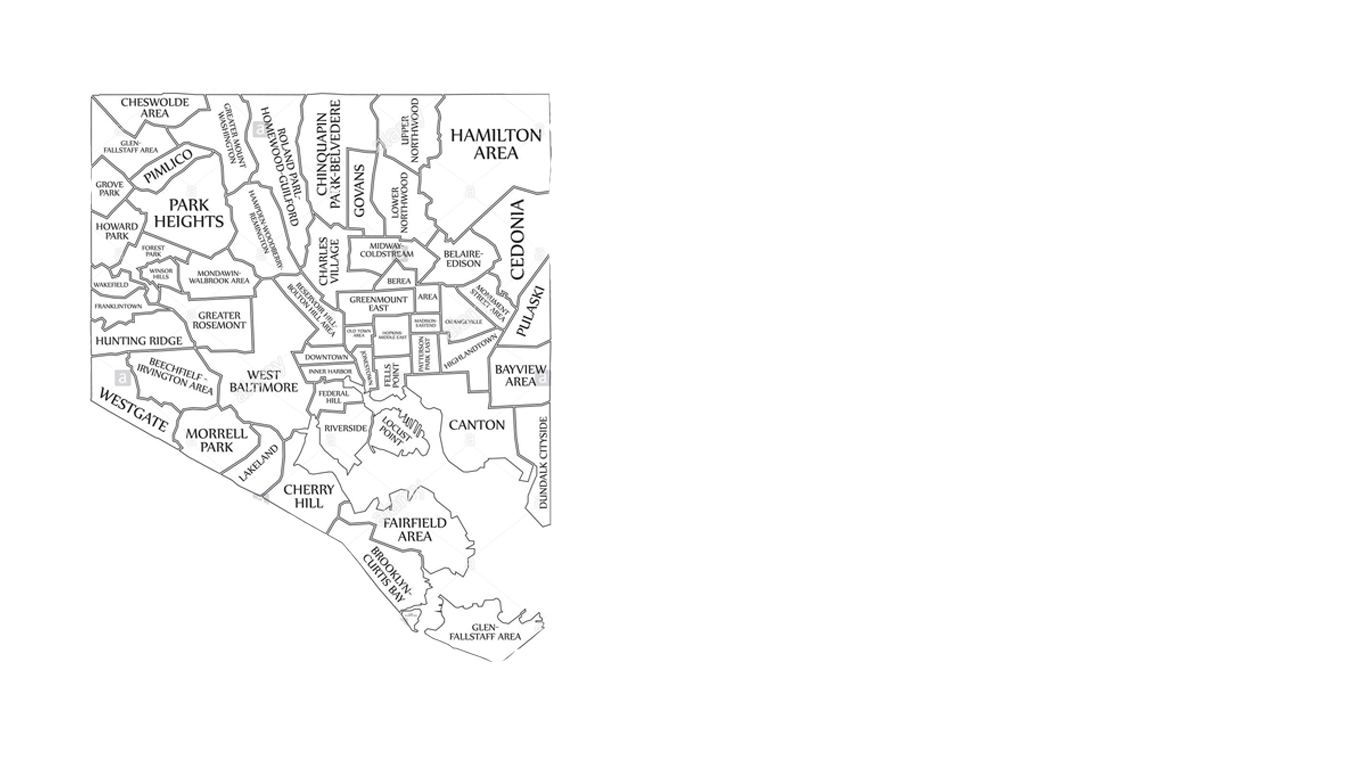 CHESWOLDE
AREA
GREATER MOUNT
WASHINGTON
ROLAND PARL-
HOMEWOOD-GUILFORD
CHINQUAPIN
PARK-BELVEDERE
UPPER
NORTHWOOD
HAMILTON
AREA
GLEN-
FALLSTAFF AREA
PIMLICO
GOVANS
LOWER
NORTHWOOD
GROVE
PARK
PARK
HEIGHTS
HAMPDEN-WOODBERRY-
REMINGTON
CEDONIA
HOWARD
PARK
FOREST
PARK
CHARLES
VILLAGE
MIDWAY
COLDSTREAM
BELAIRE-
EDISON
WAKEFIELD
WINSOR
HILLS
MONDAWIN-
WALBROOK AREA
BEREA
RESERVOIR HILL-
BOLTON HILL AREA
GREENMOUNT
EAST
AREA
MONUMENT
STREET AREA
PULASKI
FRANKLINTOWN
GREATER
ROSEMONT
OLD TOWN
AREA
HOPKINS-
MIDDLE EAST
MADISON-
EASTEND
ORANGEVILLE
HUNTING RIDGE
DOWNTOWN
JONESTOWN
PATTERSON
PARK EAST
HIGHLANDTOWN
BEECHFIELD -
IRVINGTON AREA
WEST
BALTIMORE
INNER HARBOR
FELLS
POINT
BAYVIEW
AREA
WESTGATE
FEDERAL
HILL
MORRELL
PARK
RIVERSIDE
LOCUST
POINT
CANTON
DUNDALK CITYSIDE
LAKELAND
CHERRY
HILL
FAIRFIELD
AREA
BROOKLYN-
CURTIS BAY
GLEN-
FALLSTAFF AREA